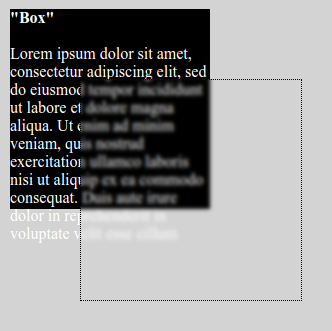 "Box"
Lorem ipsum dolor sit amet,
consectetur adipiscing elit, sed
do eiusmod tempor incididunt
ut labore et dolore magna
aliqua. Ut enim ad minim
veniam, quis nostrud
exercitation ullamco laboris
nisi ut aliquip ex ea commodo
consequat. Duis aute irure
dolor in reprehenderit in
voluptate velit esse cillum